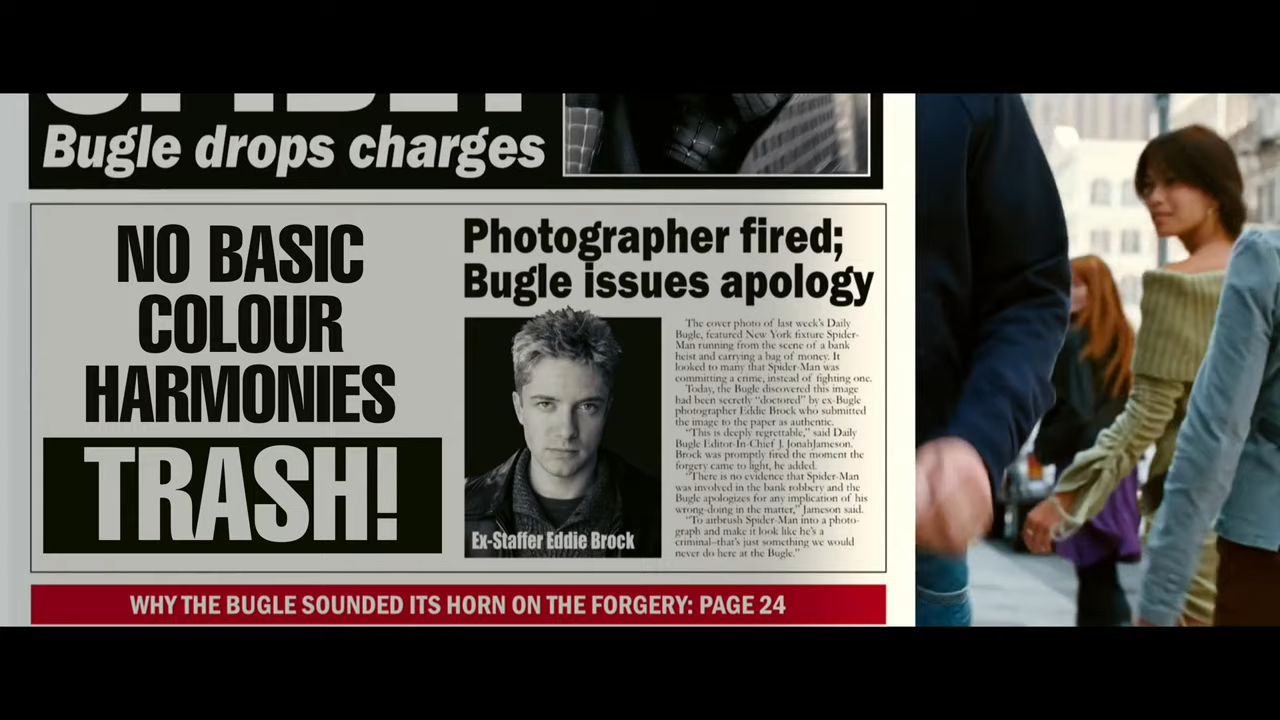 Bugle drops charges
NO BASIC
COLOUR
HARMONIES
TRASH!
Photographer fired;
Bugle issues apology
Ex-Staffer Eddie Brock
The cover photo of last week's Daily
Bugle, featured New York fixture Spider-
Man running from the scene of a bank
heist and carrying a bag of money. It
looked to many that Spider-Man was
committing a crime, instead of fighting one.
Today, the Bugle discovered this image
had been secretly "doctored" by ex-Bugle
photographer Eddie Brock who submitted
the image to the paper as authentic.
"This is deeply regrettable," said Daily
Bugle Editor-In-Chief J. JonahJameson.
Brock was promptly fired the moment the
forgery came to light, he added.
"There is no evidence that Spider-Man
was involved in the bank robbery and the
Bugle apologizes for any implication of his
wrong-doing in the matter," Jameson said.
"To airbrush Spider-Man into a photo-
graph and make it look like he's a
criminal–that's just something we would
never do here at the Bugle."
WHY THE BUGLE SOUNDED ITS HORN ON THE FORGERY: PAGE 24